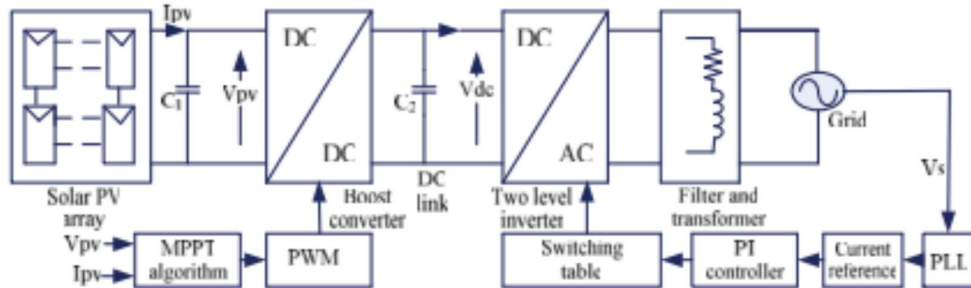 Ipv
DC
DC
C1
Vpv
C2
Vdc
Grid
DC
AC
Vs
Solar PV
array
Boost
converter
DC
link
Two level
inverter
Filter and
transformer
Vpv
Ipv
MPPT
algorithm
PWM
Switching
table
PI
controller
Current
reference
PLL